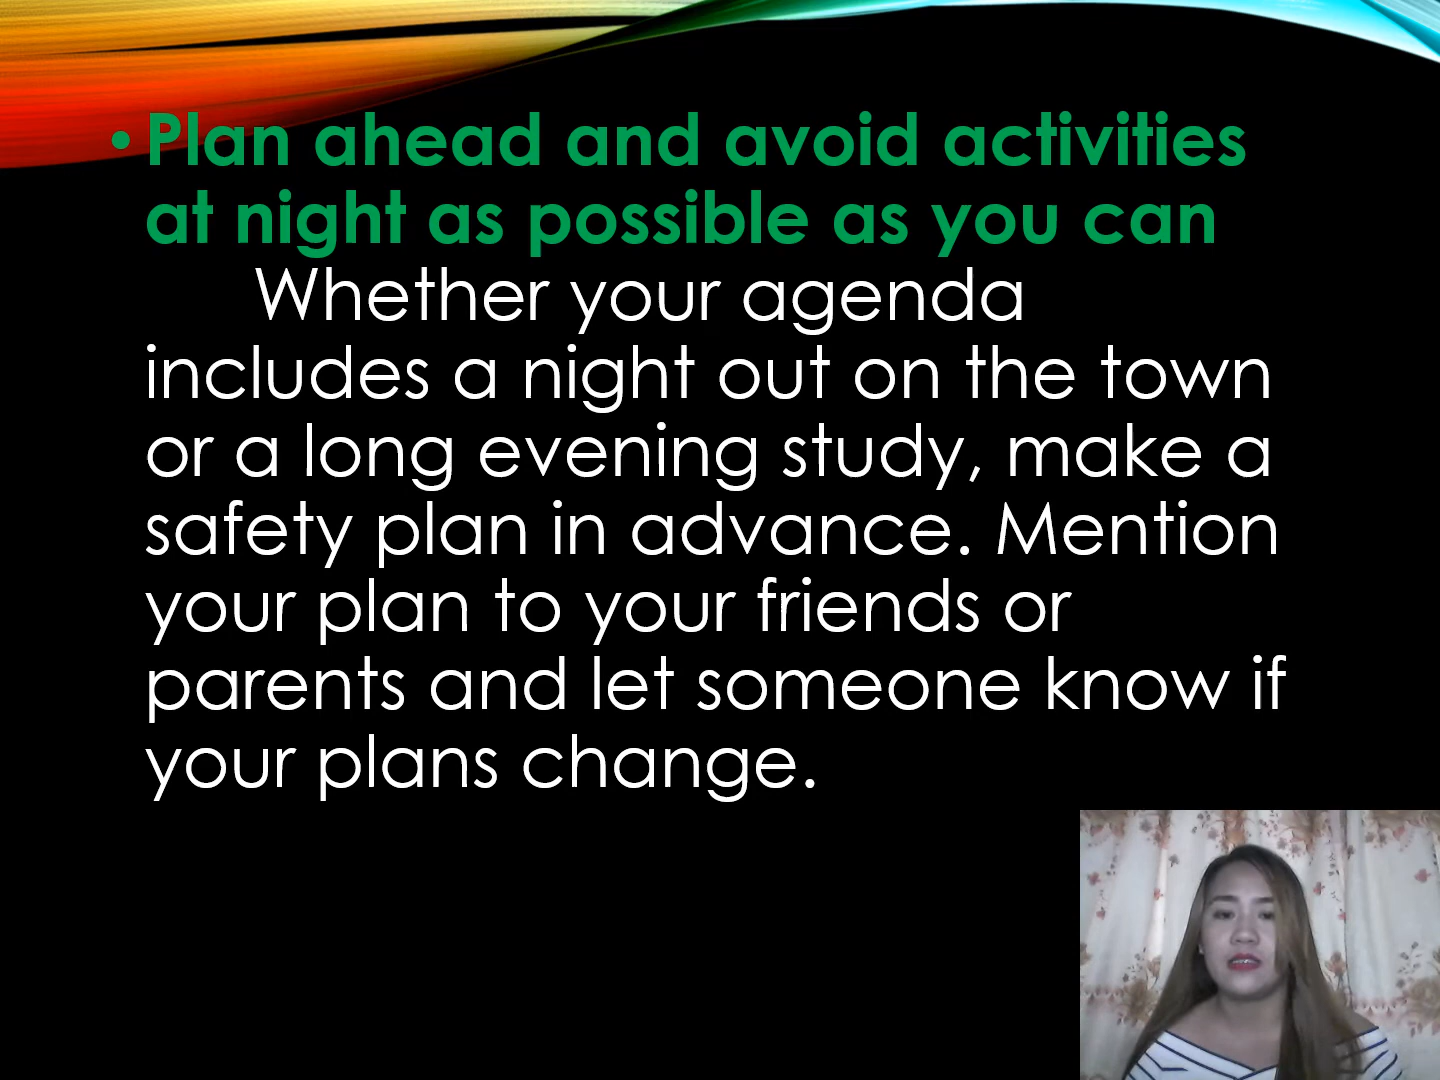 • Plan ahead and avoid activities
at night as possible as you can
Whether your agenda
includes a night out on the town
or a long evening study, make a
safety plan in advance. Mention
your plan to your friends or
parents and let someone know if
your plans change.